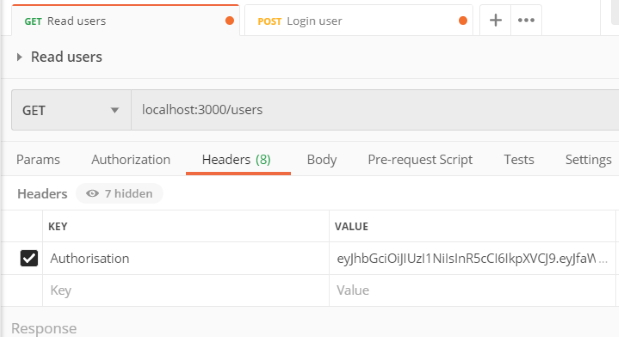 GET Read users POST Login user
Read users
GET localhost:3000/users
Params Authorization Headers (8) Body Pre-request Script Tests Settings
Headers 7 hidden
KEY VALUE
Authorisation eyJhbGciOiJIUzI1NiIsInR5cCI6IkpXVCJ9.eyJfaW...
Key Value
Response